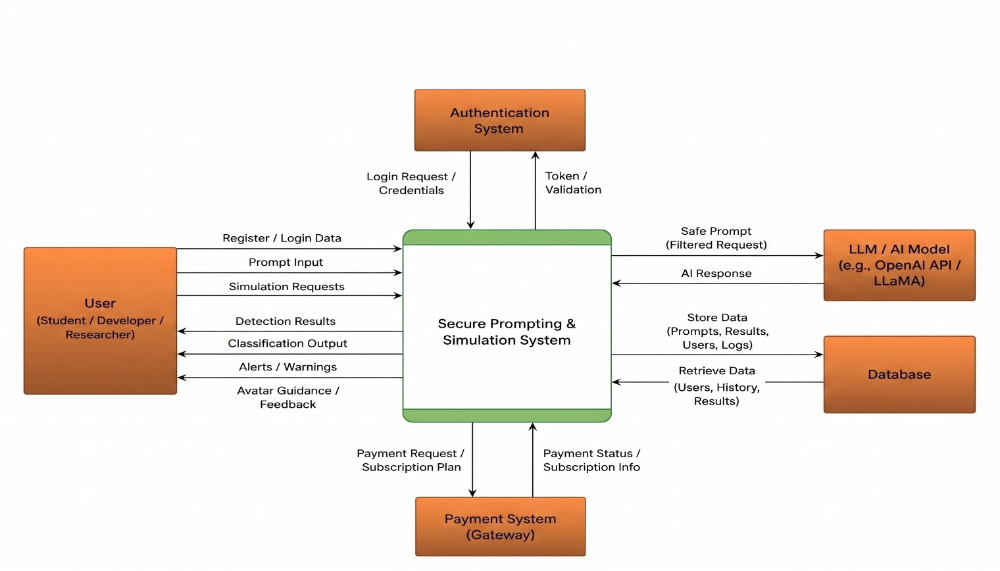 Authentication
System
Login Request /
Credentials
Token /
Validation
Register / Login Data
Prompt Input
Simulation Requests
Detection Results
Classification Output
Alerts / Warnings
Avatar Guidance /
Feedback
User
(Student / Developer /
Researcher)
Secure Prompting &
Simulation System
Safe Prompt
(Filtered Request)
AI Response
LLM / AI Model
(e.g., OpenAI API /
LLaMA)
Store Data
(Prompts, Results,
Users, Logs)
Retrieve Data
(Users, History,
Results)
Database
Payment Request /
Subscription Plan
Payment Status /
Subscription Info
Payment System
(Gateway)